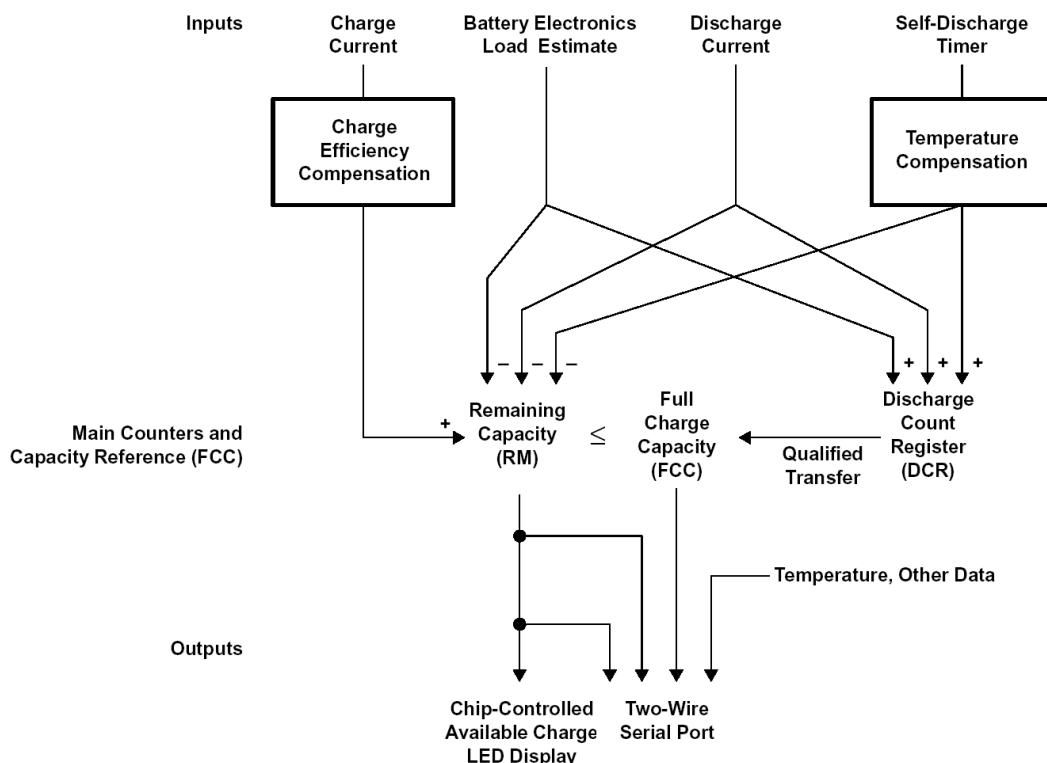 Inputs
Charge
Current
Battery Electronics
Load Estimate
Discharge
Current
Self-Discharge
Timer
Charge
Efficiency
Compensation
Temperature
Compensation
– – –
+ + +
Main Counters and
Capacity Reference (FCC)
+
Remaining
Capacity
(RM)
≤
Full
Charge
Capacity
(FCC)
Qualified
Transfer
Discharge
Count
Register
(DCR)
Temperature, Other Data
Outputs
Chip-Controlled
Available Charge
LED Display
Two-Wire
Serial Port